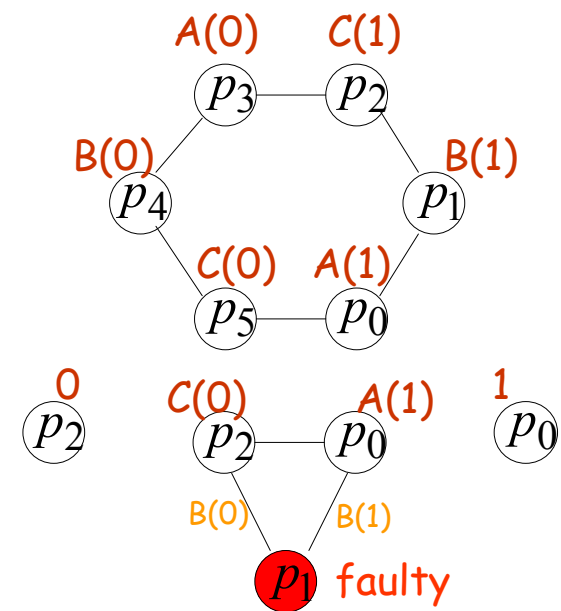 A(0) C(1)
p3 p2
B(0) B(1)
p4 p1
C(0) A(1)
p5 p0
0 C(0) A(1) 1
p2 p2 p0 p0
B(0) B(1)
p1 faulty